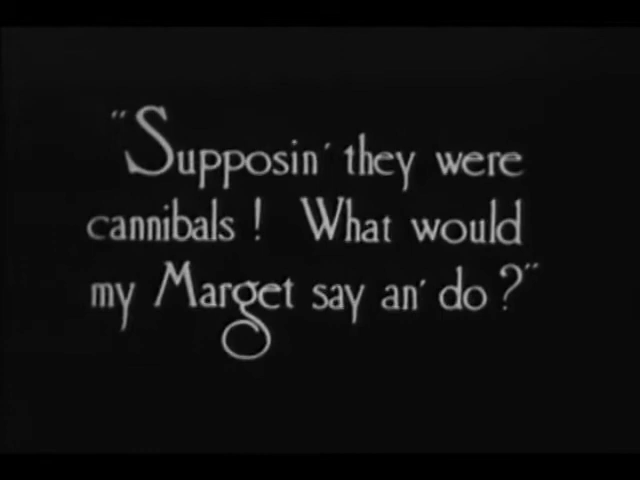 "Supposin' they were
cannibals! What would
my Marget say an' do?"